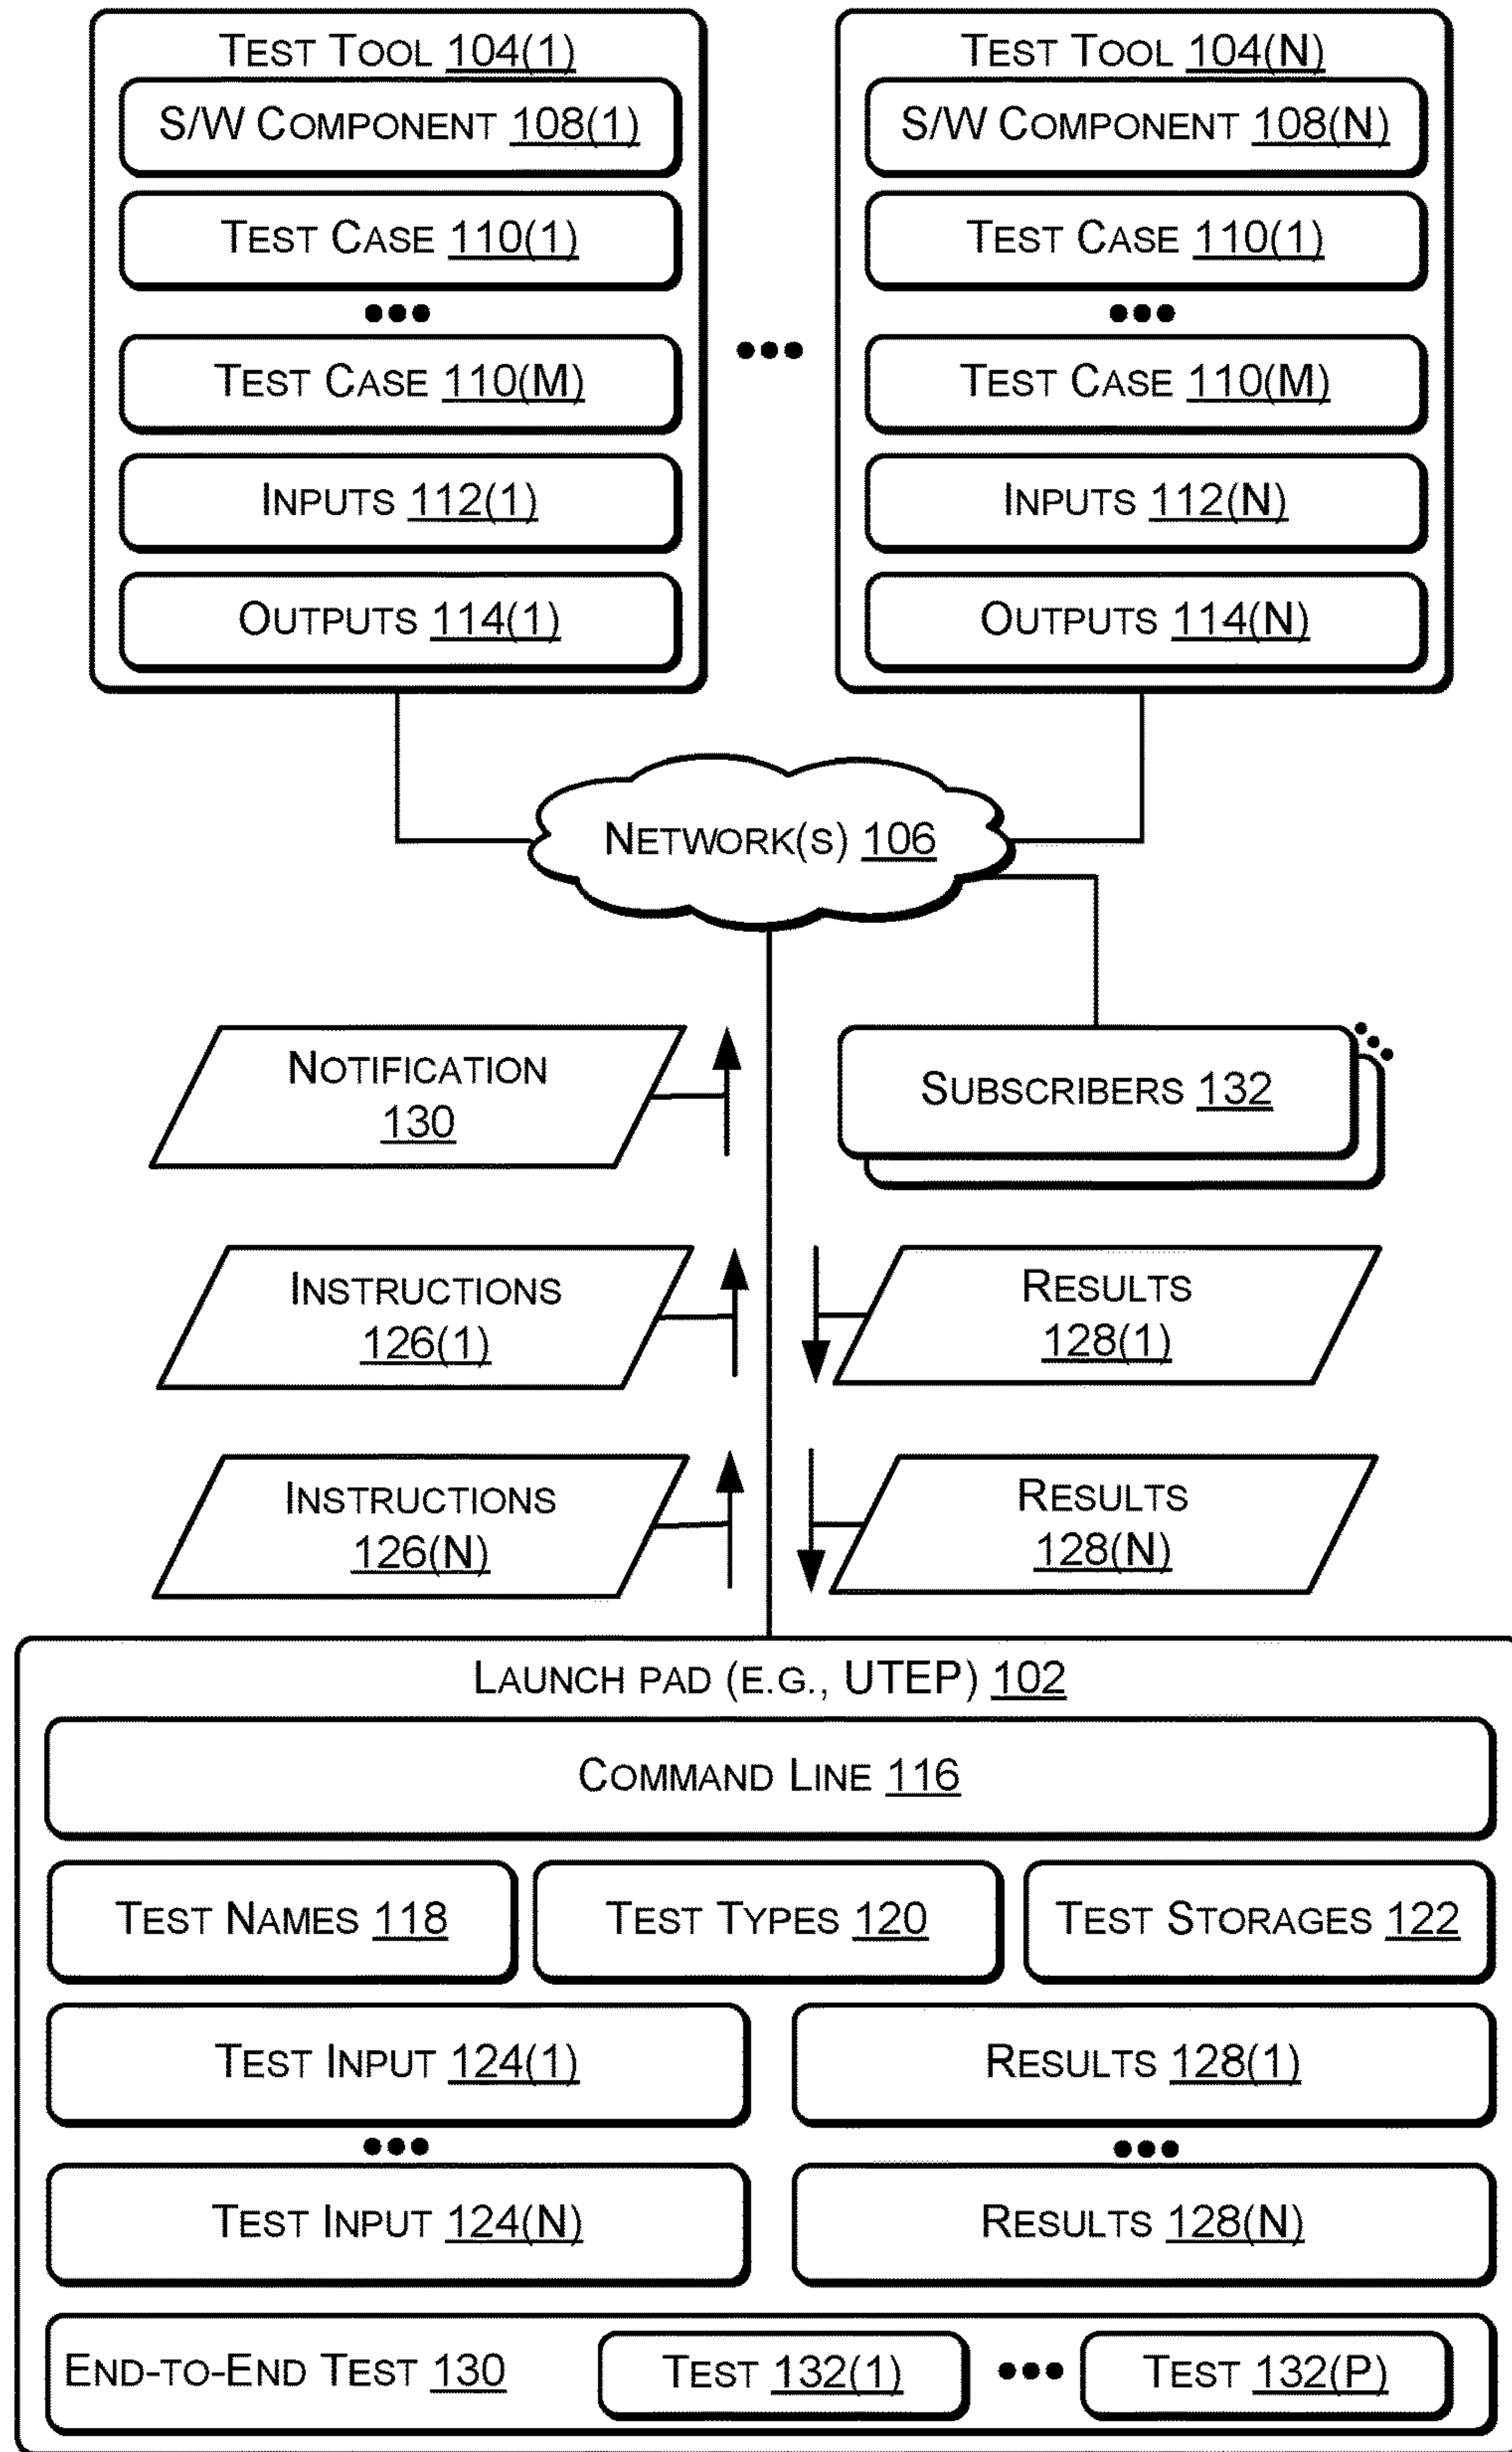 TEST TOOL 104(1)
S/W COMPONENT 108(1)
TEST CASE 110(1)
•••
TEST CASE 110(M)
INPUTS 112(1)
OUTPUTS 114(1)
•••
TEST TOOL 104(N)
S/W COMPONENT 108(N)
TEST CASE 110(1)
•••
TEST CASE 110(M)
INPUTS 112(N)
OUTPUTS 114(N)
NETWORK(S) 106
NOTIFICATION
130
SUBSCRIBERS 132
INSTRUCTIONS
126(1)
RESULTS
128(1)
INSTRUCTIONS
126(N)
RESULTS
128(N)
LAUNCH PAD (E.G., UTEP) 102
COMMAND LINE 116
TEST NAMES 118
TEST TYPES 120
TEST STORAGES 122
TEST INPUT 124(1)
RESULTS 128(1)
•••
•••
TEST INPUT 124(N)
RESULTS 128(N)
END-TO-END TEST 130
TEST 132(1)
•••
TEST 132(P)